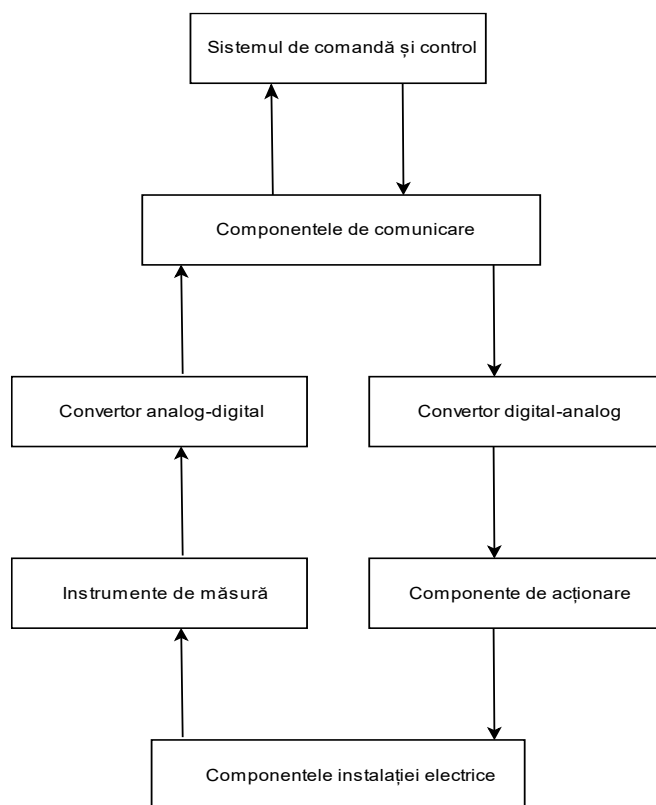 Sistemul de comandă și control
Componentele de comunicare
Convertor analog-digital
Convertor digital-analog
Instrumente de măsură
Componente de acționare
Componentele instalației electrice